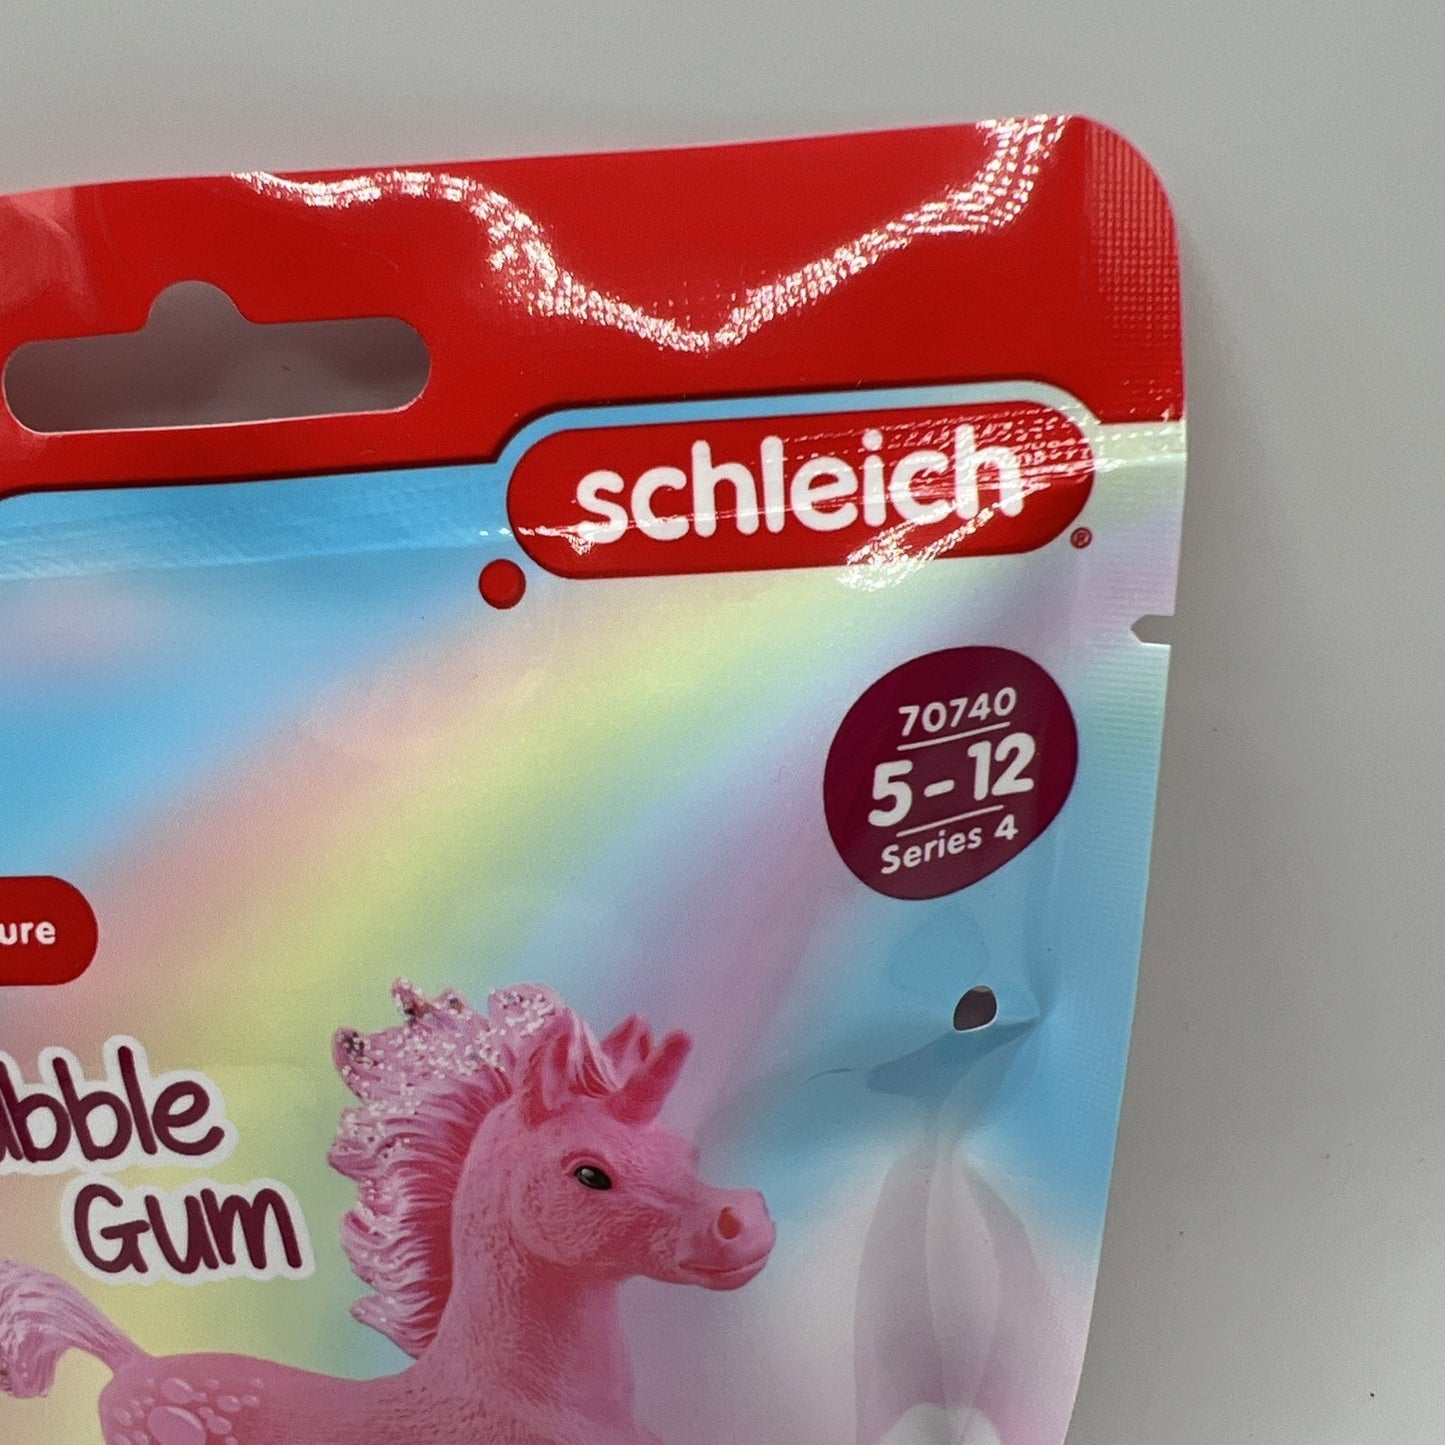 schleich®
70740
5-12
Series 4
ure
bble
Gum